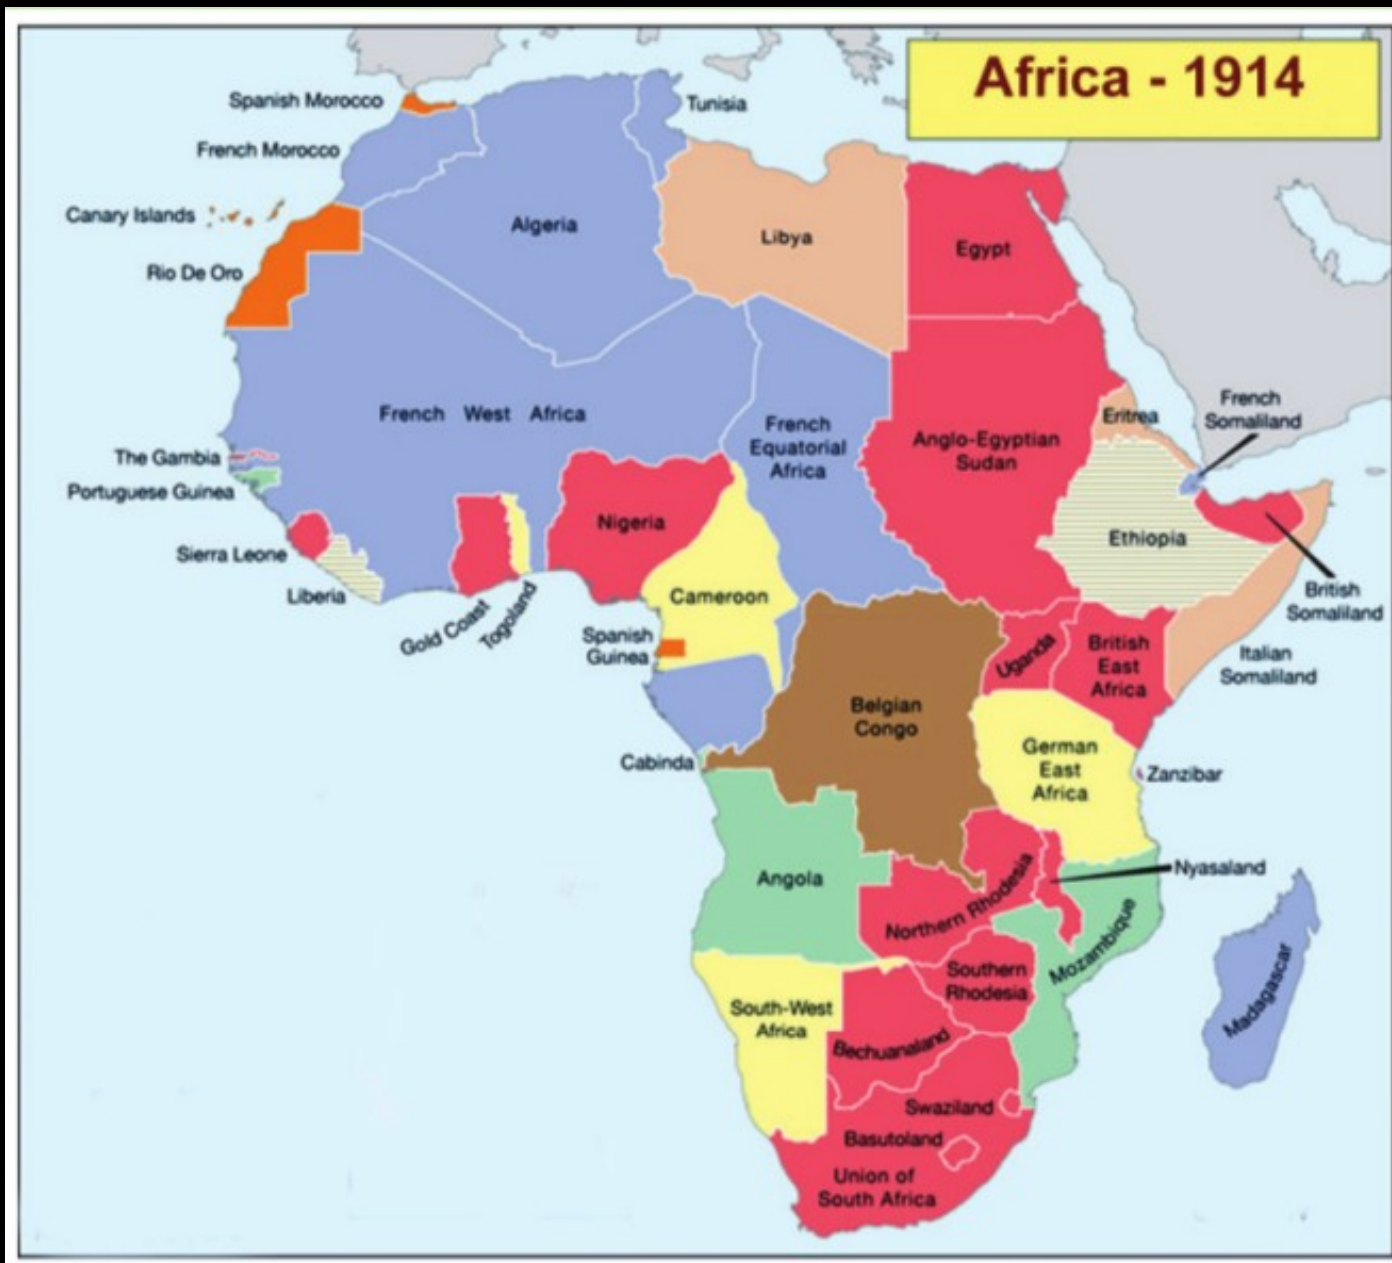 Africa - 1914
Spanish Morocco
Tunisia
French Morocco
Canary Islands
Algeria
Libya
Egypt
Rio De Oro
French West Africa
French
Equatorial
Africa
Anglo-Egyptian
Sudan
Eritrea
French
Somaliland
The Gambia
Portuguese Guinea
Nigeria
Ethiopia
Sierra Leone
Liberia
Gold Coast
Togoland
Cameroon
British
Somaliland
Spanish
Guinea
Uganda
British
East
Africa
Italian
Somaliland
Belgian
Congo
Cabinda
German
East
Africa
Zanzibar
Angola
Nyasaland
Northern Rhodesia
Mozambique
Southern
Rhodesia
Madagascar
South-West
Africa
Bechuanaland
Swaziland
Basutoland
Union of
South Africa